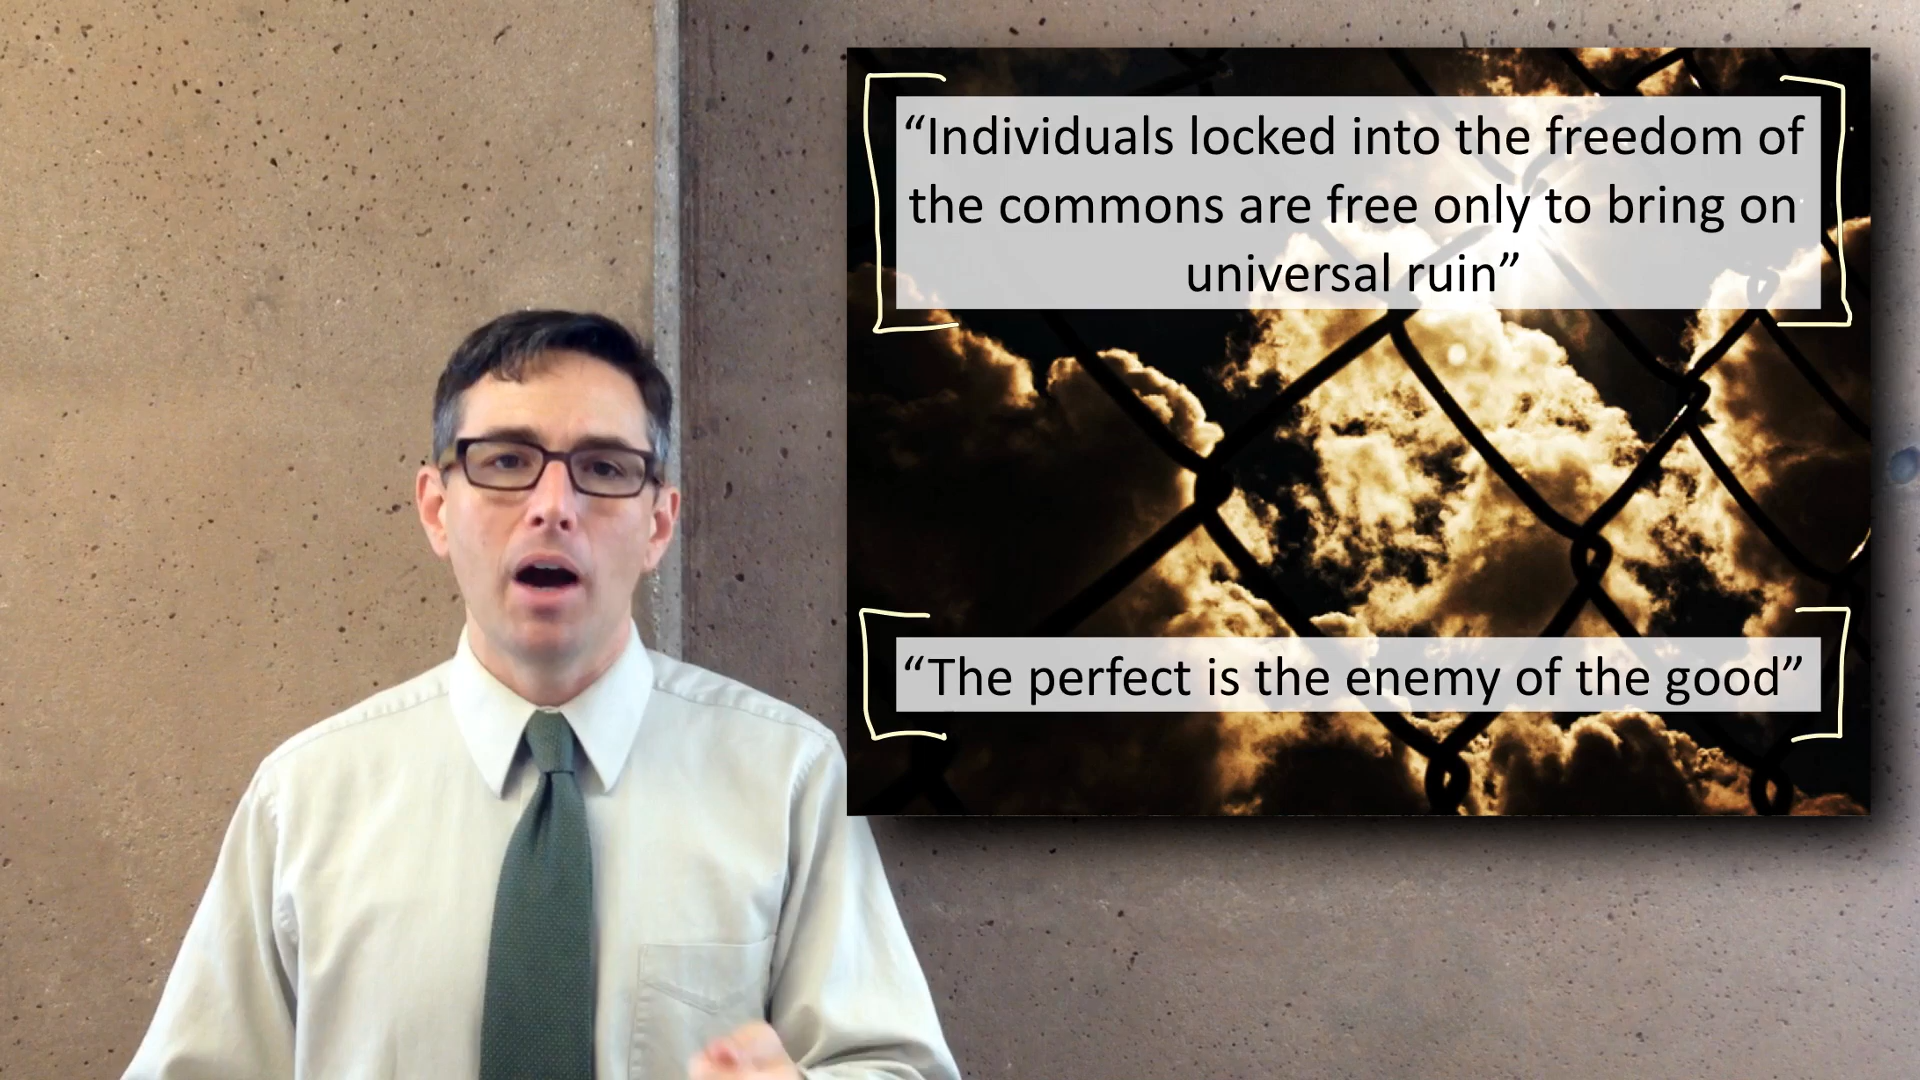 “Individuals locked into the freedom of
the commons are free only to bring on
universal ruin”
“The perfect is the enemy of the good”